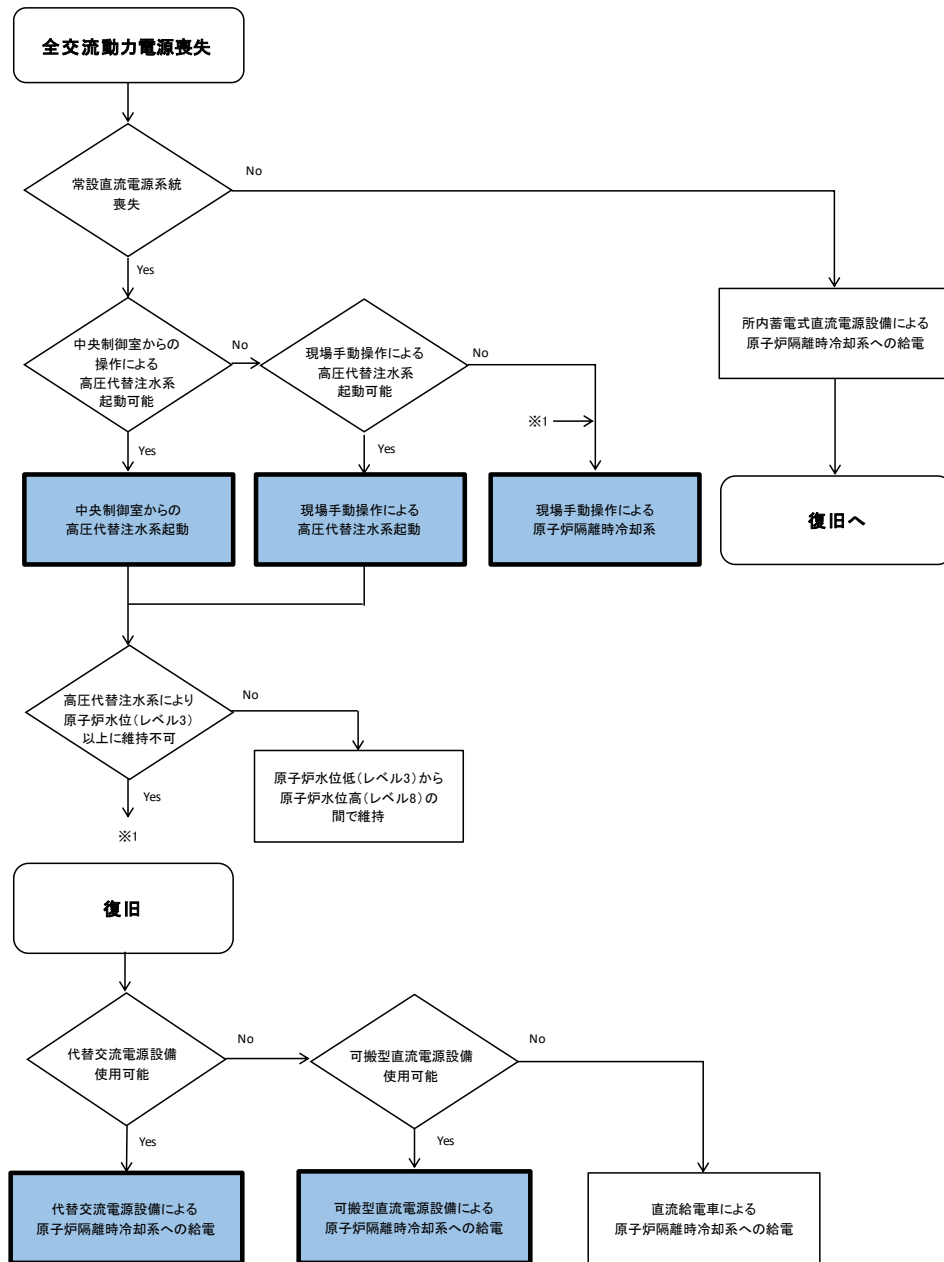 全交流動力電源喪失
常設直流電源系統
喪失
No
Yes
中央制御室からの
操作による
高圧代替注水系
起動可能
No
現場手動操作による
高圧代替注水系
起動可能
No
所内蓄電式直流電源設備による
原子炉隔離時冷却系への給電
※1
Yes
Yes
中央制御室からの
高圧代替注水系起動
現場手動操作による
高圧代替注水系起動
現場手動操作による
原子炉隔離時冷却系
復旧へ
高圧代替注水系により
原子炉水位(レベル3)
以上に維持不可
No
Yes
※1
原子炉水位低(レベル3)から
原子炉水位高(レベル8)の
間で維持
復旧
代替交流電源設備
使用可能
No
可搬型直流電源設備
使用可能
No
Yes
Yes
代替交流電源設備による
原子炉隔離時冷却系への給電
可搬型直流電源設備による
原子炉隔離時冷却系への給電
直流給電車による
原子炉隔離時冷却系への給電